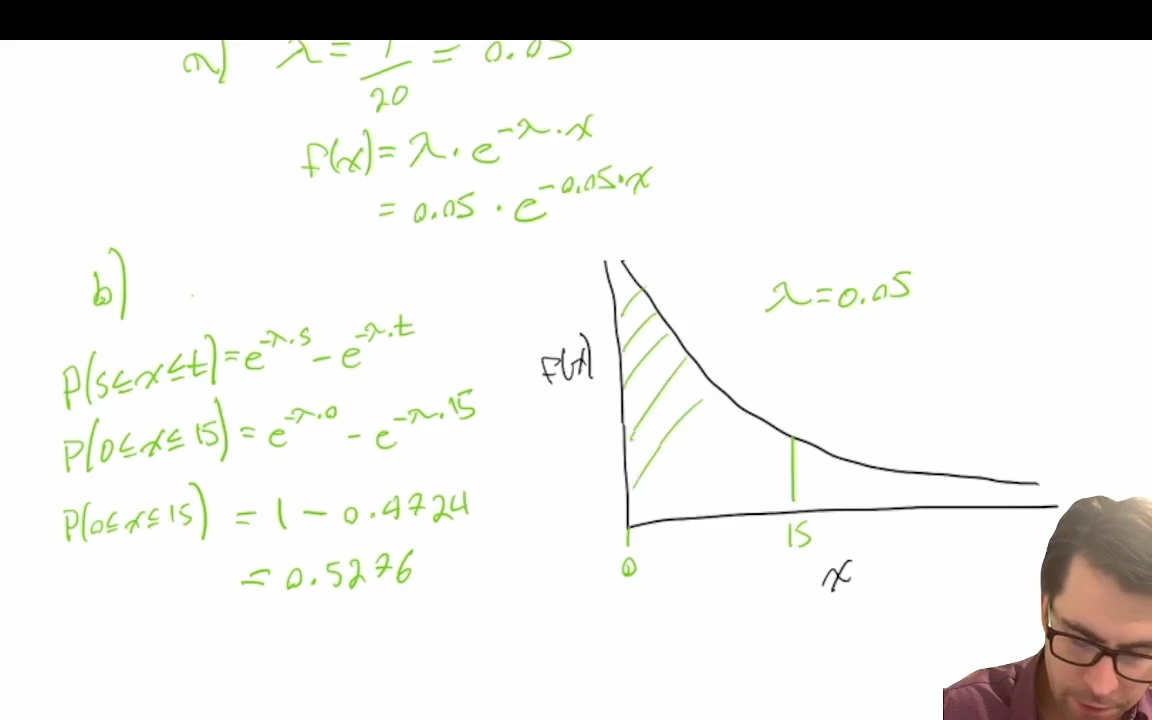 a) λ = 1/20 = 0.05
f(x) = λ · e^(-λ·x)
= 0.05 · e^(-0.05·x)
b)
P(s≤x≤t) = e^(-λ·s) - e^(-λ·t)
P(0≤x≤15) = e^(-λ·0) - e^(-λ·15)
P(0≤x≤15) = 1 - 0.4724
= 0.5276
λ=0.05
f(x)
15
0
x